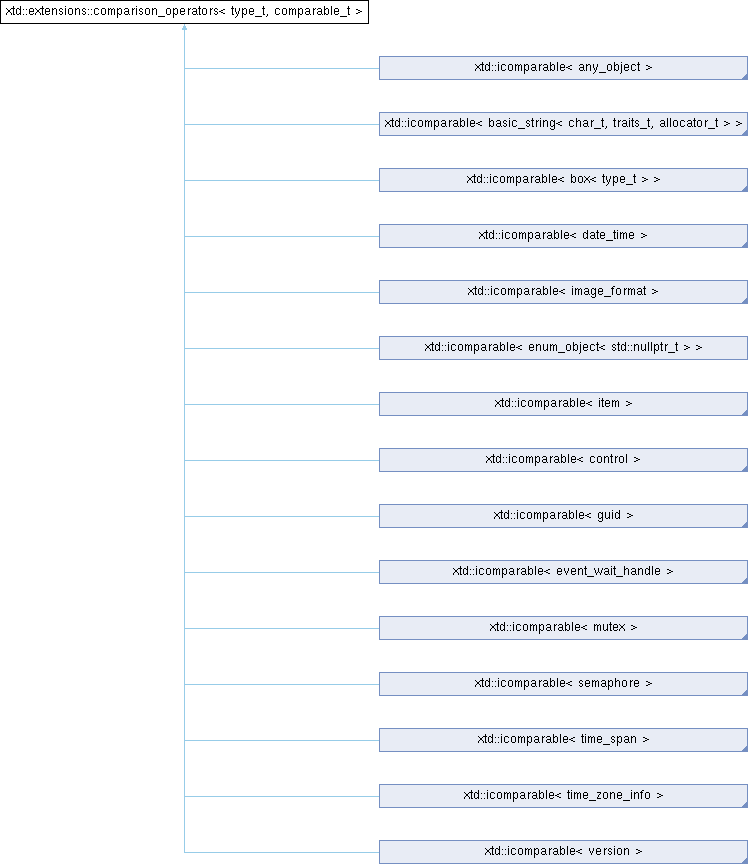 xtd::extensions::comparison_operators< type_t, comparable_t >
xtd::icomparable< any_object >
xtd::icomparable< basic_string< char_t, traits_t, allocator_t > >
xtd::icomparable< box< type_t > >
xtd::icomparable< date_time >
xtd::icomparable< image_format >
xtd::icomparable< enum_object< std::nullptr_t > >
xtd::icomparable< item >
xtd::icomparable< control >
xtd::icomparable< guid >
xtd::icomparable< event_wait_handle >
xtd::icomparable< mutex >
xtd::icomparable< semaphore >
xtd::icomparable< time_span >
xtd::icomparable< time_zone_info >
xtd::icomparable< version >